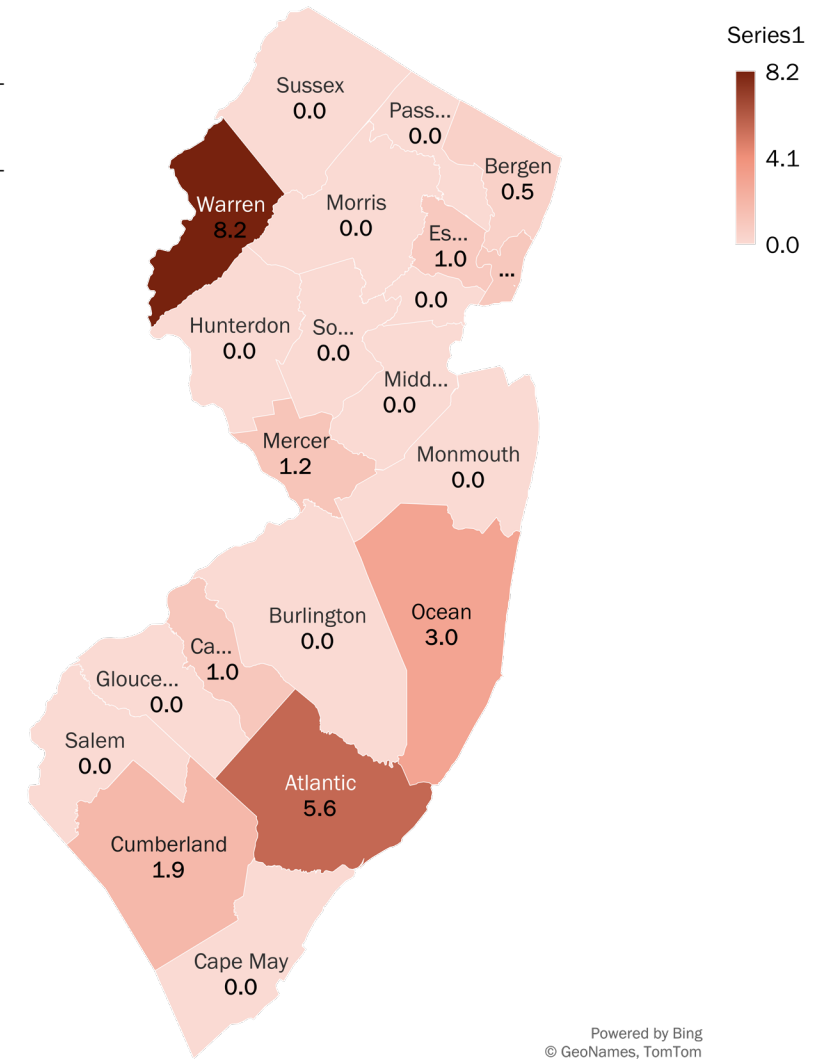 Series1
8.2
4.1
0.0
Sussex
0.0
Pass...
0.0
Bergen
0.5
Warren
8.2
Morris
0.0
Es...
1.0
...
0.0
Hunterdon
0.0
So...
0.0
Midd...
0.0
Mercer
1.2
Monmouth
0.0
Burlington
0.0
Ocean
3.0
Ca...
1.0
Glouce...
0.0
Salem
0.0
Atlantic
5.6
Cumberland
1.9
Cape May
0.0
Powered by Bing
© GeoNames, TomTom